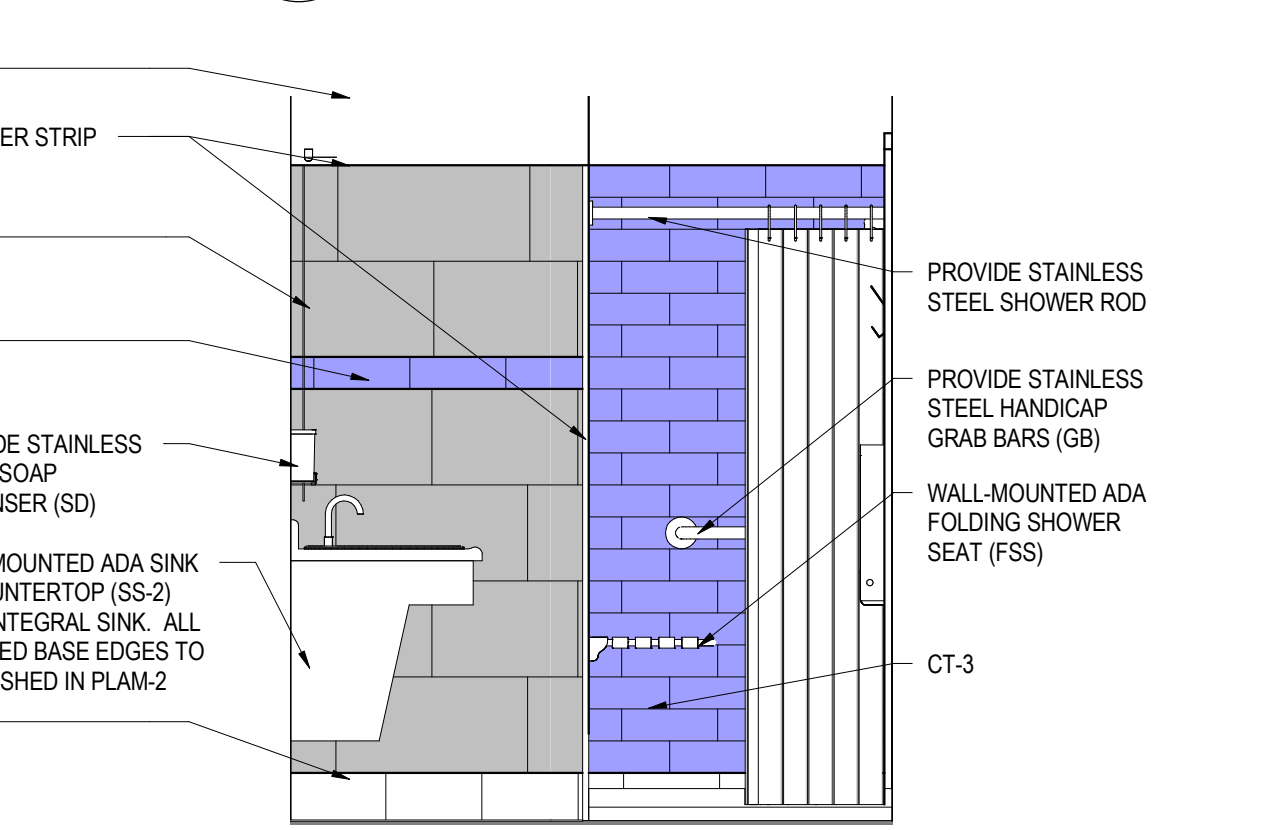 ER STRIP
DE STAINLESS
SOAP
NSER (SD)
MOUNTED ADA SINK
UNTERTOP (SS-2)
NTEGRAL SINK. ALL
ED BASE EDGES TO
SHED IN PLAM-2
PROVIDE STAINLESS
STEEL SHOWER ROD
PROVIDE STAINLESS
STEEL HANDICAP
GRAB BARS (GB)
WALL-MOUNTED ADA
FOLDING SHOWER
SEAT (FSS)
CT-3